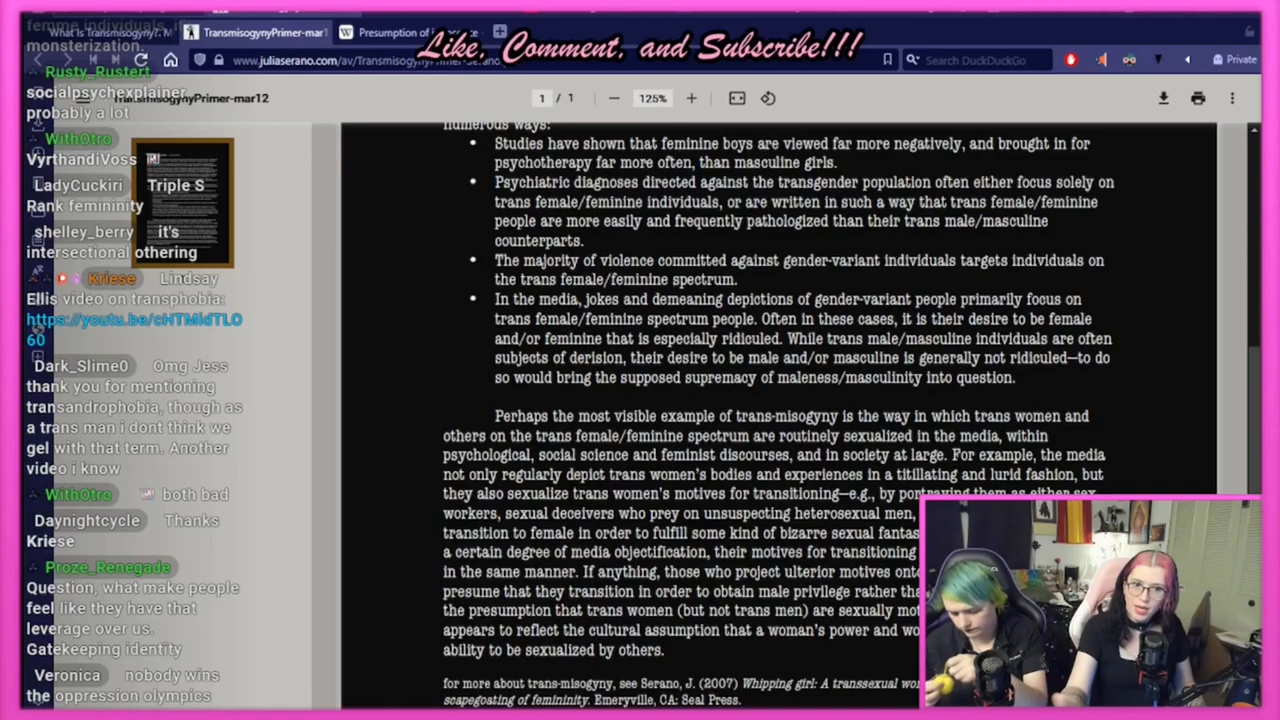 femme individuals, it
monsterization.
Rusty_Rustert
socialpsychexplainer
probably a lot
WithOtro
VyrthandiVoss
LadyCuckiri Triple S
Rank femininity
shelley_berry it's
intersectional othering
Kriese Lindsay
Ellis video on transphobia:
https://youtu.be/cHTMidTLO
60
Dark_Slime0 Omg Jess
thank you for mentioning
transandrophobia, though as
a trans man i dont think we
gel with that term. Another
video i know
WithOtro both bad
Daynightcycle Thanks
Kriese
Proze_Renegade
Question, what make people
feel like they have that
leverage over us.
Gatekeeping identity
Veronica nobody wins
the oppression olympics
What is Transmisogyny?
TransmisogynyPrimer-mar1
Presumption of
Like, Comment, and Subscribe!!!
www.juliaserano.com/av/TransmisogynyPrimer-Serano
Search DuckDuckGo
Private
TransmisogynyPrimer-mar12
1 / 1
125%
numerous ways:
• Studies have shown that feminine boys are viewed far more negatively, and brought in for
psychotherapy far more often, than masculine girls.
• Psychiatric diagnoses directed against the transgender population often either focus solely on
trans female/feminine individuals, or are written in such a way that trans female/feminine
people are more easily and frequently pathologized than their trans male/masculine
counterparts.
• The majority of violence committed against gender-variant individuals targets individuals on
the trans female/feminine spectrum.
• In the media, jokes and demeaning depictions of gender-variant people primarily focus on
trans female/feminine spectrum people. Often in these cases, it is their desire to be female
and/or feminine that is especially ridiculed. While trans male/masculine individuals are often
subjects of derision, their desire to be male and/or masculine is generally not ridiculed—to do
so would bring the supposed supremacy of maleness/masculinity into question.
Perhaps the most visible example of trans-misogyny is the way in which trans women and
others on the trans female/feminine spectrum are routinely sexualized in the media, within
psychological, social science and feminist discourses, and in society at large. For example, the media
not only regularly depict trans women's bodies and experiences in a titillating and lurid fashion, but
they also sexualize trans women's motives for transitioning—e.g., by portraying them as either sex
workers, sexual deceivers who prey on unsuspecting heterosexual men,
transition to female in order to fulfill some kind of bizarre sexual fantas
a certain degree of media objectification, their motives for transitioning
in the same manner. If anything, those who project ulterior motives onto
presume that they transition in order to obtain male privilege rather tha
the presumption that trans women (but not trans men) are sexually mot
appears to reflect the cultural assumption that a woman's power and wo
ability to be sexualized by others.
for more about trans-misogyny, see Serano, J. (2007) Whipping girl: A transsexual wo
scapegoating of femininity. Emeryville, CA: Seal Press.